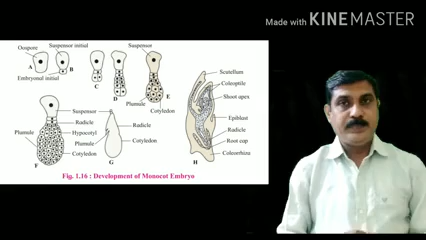 Made with KINEMASTER
Oospore
Suspensor initial
Suspensor
A
B
Embryonal initial
C
D
E
Plumule
Cotyledon
Suspensor
Radicle
Plumule
Hypocotyl
Plumule
Cotyledon
F
Radicle
Cotyledon
G
Scutellum
Coleoptile
Shoot apex
Epiblast
Radicle
Root cap
Coleorhiza
H
Fig. 1.16 : Development of Monocot Embryo